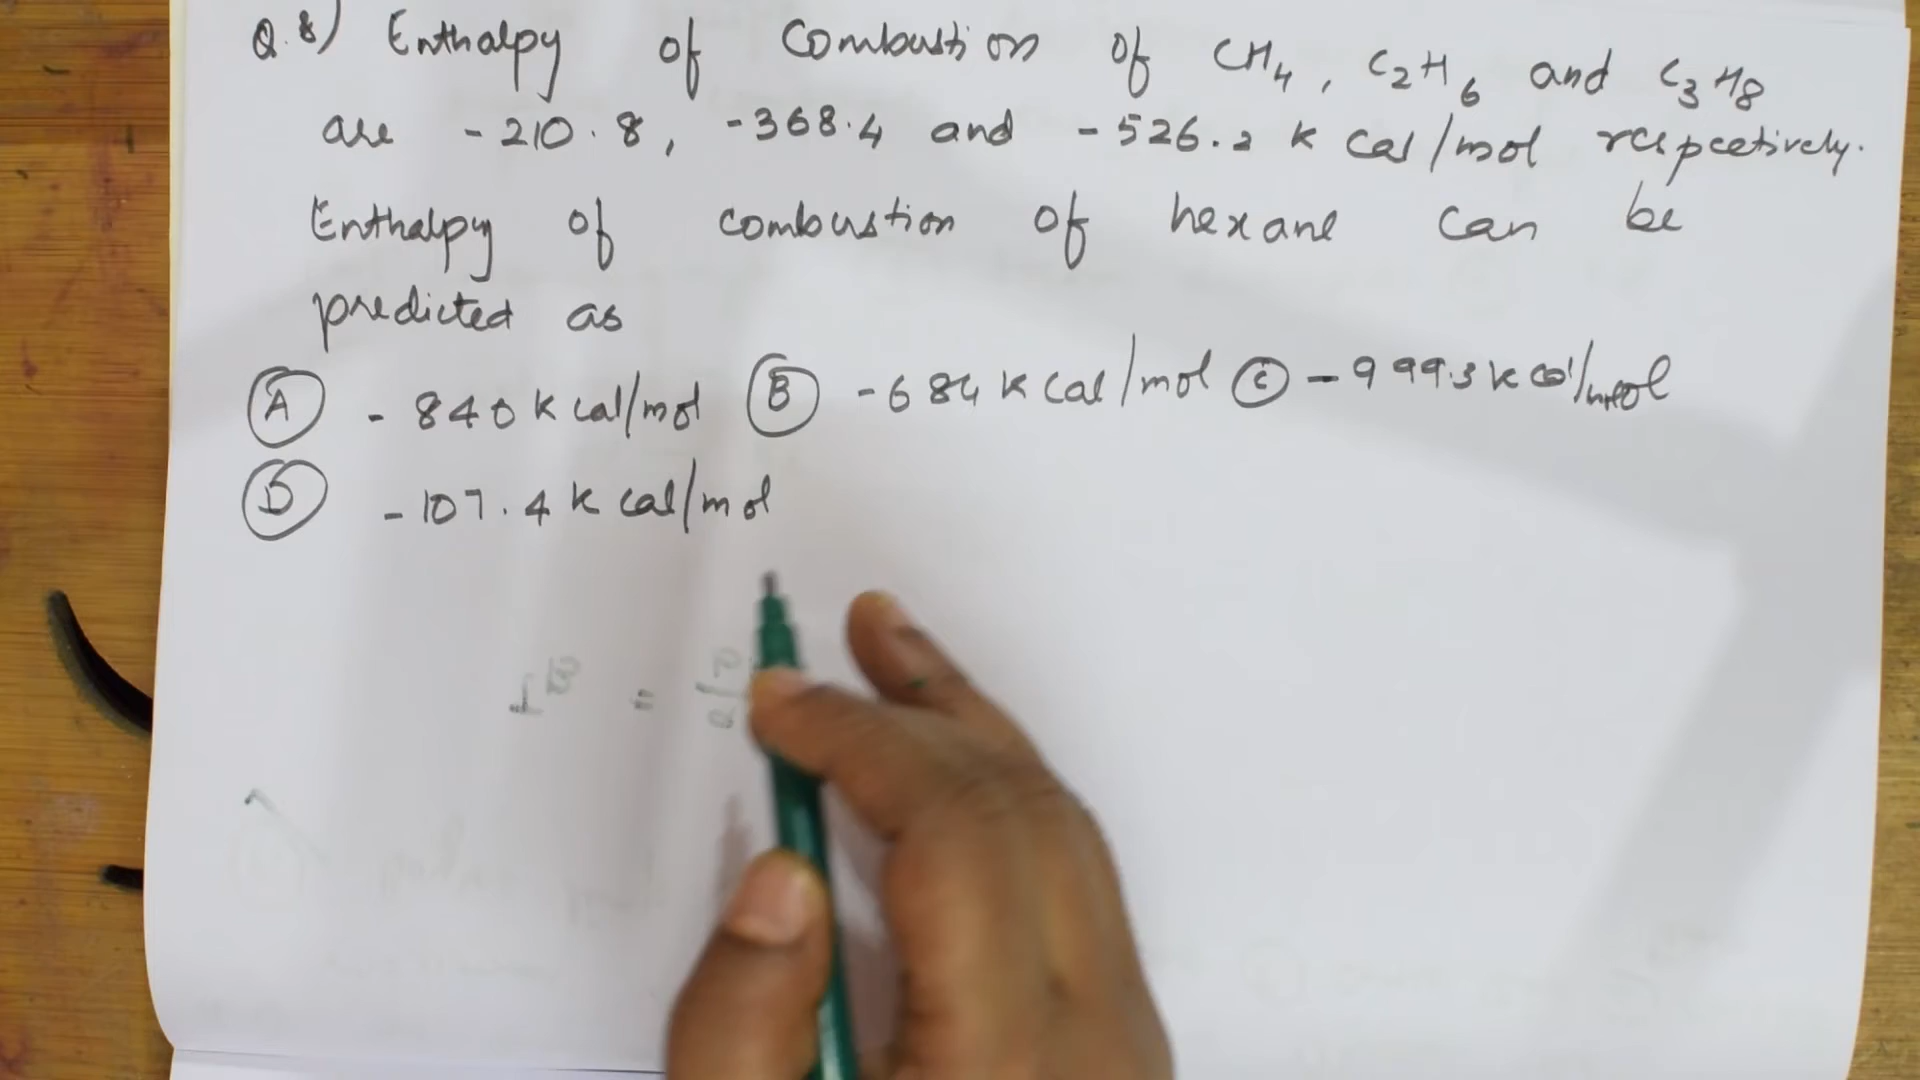 Q.8) Enthalpy of Combustion of CH4, C2H6 and C3H8
are -210.8, -368.4 and -526.2 k Cal/mol respectively.
Enthalpy of combustion of hexane can be
predicted as
(A) - 840 k cal/mol (B) -684 k Cal/mol (C) -999.3 k cal/mol
(D) -107.4 k cal/mol